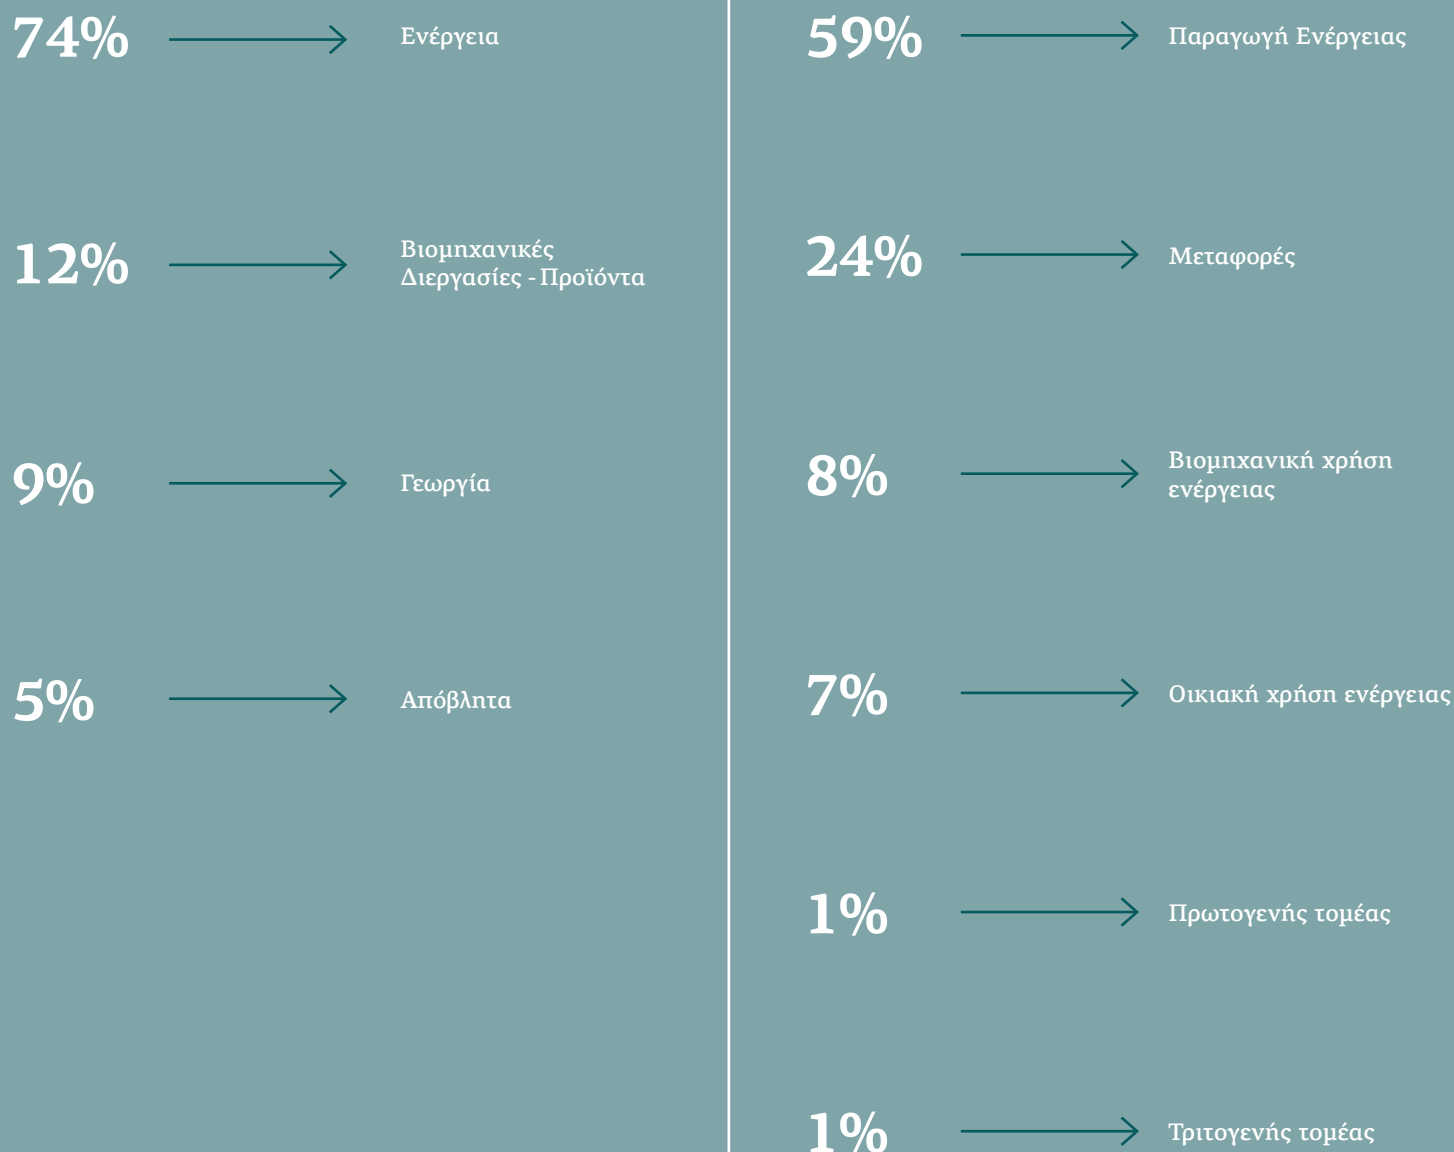 74%
Ενέργεια
12%
Βιομηχανικές
Διεργασίες - Προϊόντα
9%
Γεωργία
5%
Απόβλητα
59%
Παραγωγή Ενέργειας
24%
Μεταφορές
8%
Βιομηχανική χρήση
ενέργειας
7%
Οικιακή χρήση ενέργειας
1%
Πρωτογενής τομέας
1%
Τριτογενής τομέας